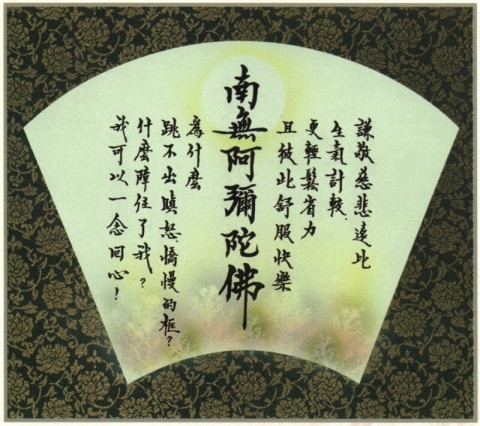 謙敬慈悲遠比
生氣計較、
更輕鬆省力
且彼此舒服快樂
南無阿彌陀佛
為什麼
跳不出瞋怒憍慢的框？
什麼障住了我？
我可以一念回心！